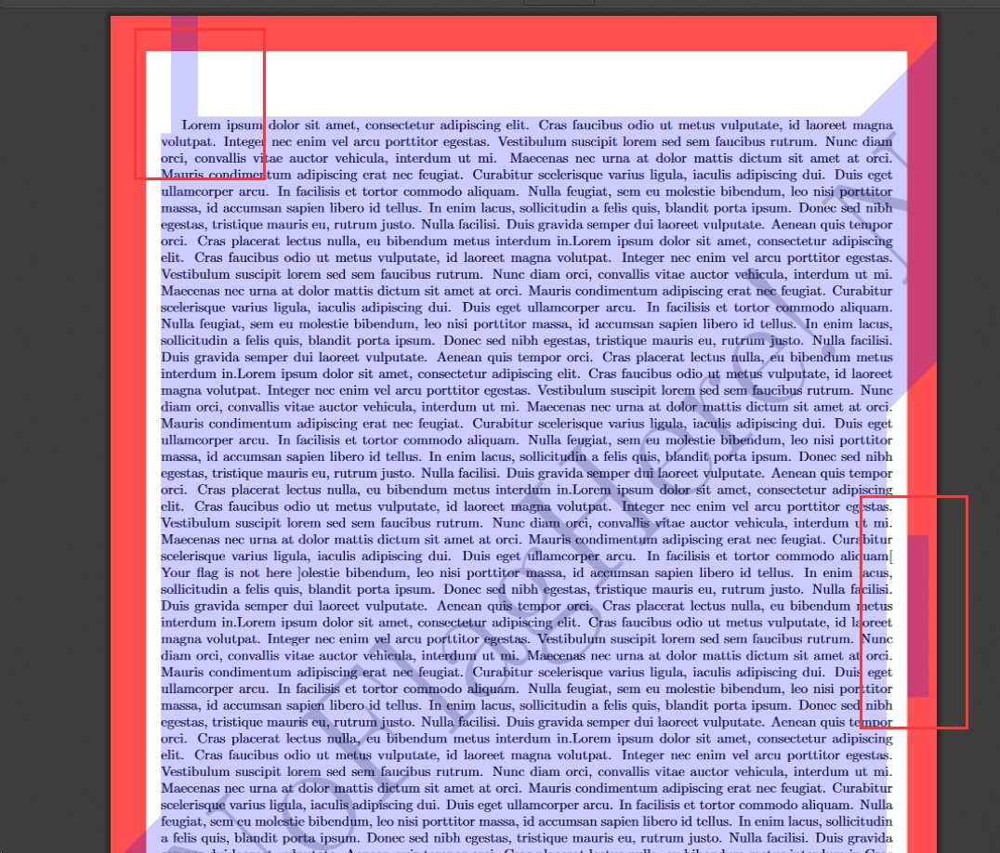 Lorem ipsum dolor sit amet, consectetur adipiscing elit. Cras faucibus odio ut metus vulputate, id laoreet magna
volutpat. Integer nec enim vel arcu porttitor egestas. Vestibulum suscipit lorem sed sem faucibus rutrum. Nunc diam
orci, convallis vitae auctor vehicula, interdum ut mi. Maecenas nec urna at dolor mattis dictum sit amet at orci.
Mauris condimentum adipiscing erat nec feugiat. Curabitur scelerisque varius ligula, iaculis adipiscing dui. Duis eget
ullamcorper arcu. In facilisis et tortor commodo aliquam. Nulla feugiat, sem eu molestie bibendum, leo nisi porttitor
massa, id accumsan sapien libero id tellus. In enim lacus, sollicitudin a felis quis, blandit porta ipsum. Donec sed nibh
egestas, tristique mauris eu, rutrum justo. Nulla facilisi. Duis gravida semper dui laoreet vulputate. Aenean quis tempor
orci. Cras placerat lectus nulla, eu bibendum metus interdum in.Lorem ipsum dolor sit amet, consectetur adipiscing
elit. Cras faucibus odio ut metus vulputate, id laoreet magna volutpat. Integer nec enim vel arcu porttitor egestas.
Vestibulum suscipit lorem sed sem faucibus rutrum. Nunc diam orci, convallis vitae auctor vehicula, interdum ut mi.
Maecenas nec urna at dolor mattis dictum sit amet at orci. Mauris condimentum adipiscing erat nec feugiat. Curabitur
scelerisque varius ligula, iaculis adipiscing dui. Duis eget ullamcorper arcu. In facilisis et tortor commodo aliquam.
Nulla feugiat, sem eu molestie bibendum, leo nisi porttitor massa, id accumsan sapien libero id tellus. In enim lacus,
sollicitudin a felis quis, blandit porta ipsum. Donec sed nibh egestas, tristique mauris eu, rutrum justo. Nulla facilisi.
Duis gravida semper dui laoreet vulputate. Aenean quis tempor orci. Cras placerat lectus nulla, eu bibendum metus
interdum in.Lorem ipsum dolor sit amet, consectetur adipiscing elit. Cras faucibus odio ut metus vulputate, id laoreet
magna volutpat. Integer nec enim vel arcu porttitor egestas. Vestibulum suscipit lorem sed sem faucibus rutrum. Nunc
diam orci, convallis vitae auctor vehicula, interdum ut mi. Maecenas nec urna at dolor mattis dictum sit amet at orci.
Mauris condimentum adipiscing erat nec feugiat. Curabitur scelerisque varius ligula, iaculis adipiscing dui. Duis eget
ullamcorper arcu. In facilisis et tortor commodo aliquam. Nulla feugiat, sem eu molestie bibendum, leo nisi porttitor
massa, id accumsan sapien libero id tellus. In enim lacus, sollicitudin a felis quis, blandit porta ipsum. Donec sed nibh
egestas, tristique mauris eu, rutrum justo. Nulla facilisi. Duis gravida semper dui laoreet vulputate. Aenean quis tempor
orci. Cras placerat lectus nulla, eu bibendum metus interdum in.Lorem ipsum dolor sit amet, consectetur adipiscing
elit. Cras faucibus odio ut metus vulputate, id laoreet magna volutpat. Integer nec enim vel arcu porttitor egestas.
Vestibulum suscipit lorem sed sem faucibus rutrum. Nunc diam orci, convallis vitae auctor vehicula, interdum ut mi.
Maecenas nec urna at dolor mattis dictum sit amet at orci. Mauris condimentum adipiscing erat nec feugiat. Curabitur
scelerisque varius ligula, iaculis adipiscing dui. Duis eget ullamcorper arcu. In facilisis et tortor commodo aliquam[
Your flag is not here ]olestie bibendum, leo nisi porttitor massa, id accumsan sapien libero id tellus. In enim lacus,
sollicitudin a felis quis, blandit porta ipsum. Donec sed nibh egestas, tristique mauris eu, rutrum justo. Nulla facilisi.
Duis gravida semper dui laoreet vulputate. Aenean quis tempor orci. Cras placerat lectus nulla, eu bibendum metus
interdum in.Lorem ipsum dolor sit amet, consectetur adipiscing elit. Cras faucibus odio ut metus vulputate, id laoreet
magna volutpat. Integer nec enim vel arcu porttitor egestas. Vestibulum suscipit lorem sed sem faucibus rutrum. Nunc
diam orci, convallis vitae auctor vehicula, interdum ut mi. Maecenas nec urna at dolor mattis dictum sit amet at orci.
Mauris condimentum adipiscing erat nec feugiat. Curabitur scelerisque varius ligula, iaculis adipiscing dui. Duis eget
ullamcorper arcu. In facilisis et tortor commodo aliquam. Nulla feugiat, sem eu molestie bibendum, leo nisi porttitor
massa, id accumsan sapien libero id tellus. In enim lacus, sollicitudin a felis quis, blandit porta ipsum. Donec sed nibh
egestas, tristique mauris eu, rutrum justo. Nulla facilisi. Duis gravida semper dui laoreet vulputate. Aenean quis tempor
orci. Cras placerat lectus nulla, eu bibendum metus interdum in.Lorem ipsum dolor sit amet, consectetur adipiscing
elit. Cras faucibus odio ut metus vulputate, id laoreet magna volutpat. Integer nec enim vel arcu porttitor egestas.
Vestibulum suscipit lorem sed sem faucibus rutrum. Nunc diam orci, convallis vitae auctor vehicula, interdum ut mi.
Maecenas nec urna at dolor mattis dictum sit amet at orci. Mauris condimentum adipiscing erat nec feugiat. Curabitur
scelerisque varius ligula, iaculis adipiscing dui. Duis eget ullamcorper arcu. In facilisis et tortor commodo aliquam. Nulla
feugiat, sem eu molestie bibendum, leo nisi porttitor massa, id accumsan sapien libero id tellus. In enim lacus, sollicitudin
a felis quis, blandit porta ipsum. Donec sed nibh egestas, tristique mauris eu, rutrum justo. Nulla facilisi. Duis gravida
NoFlagHere! N